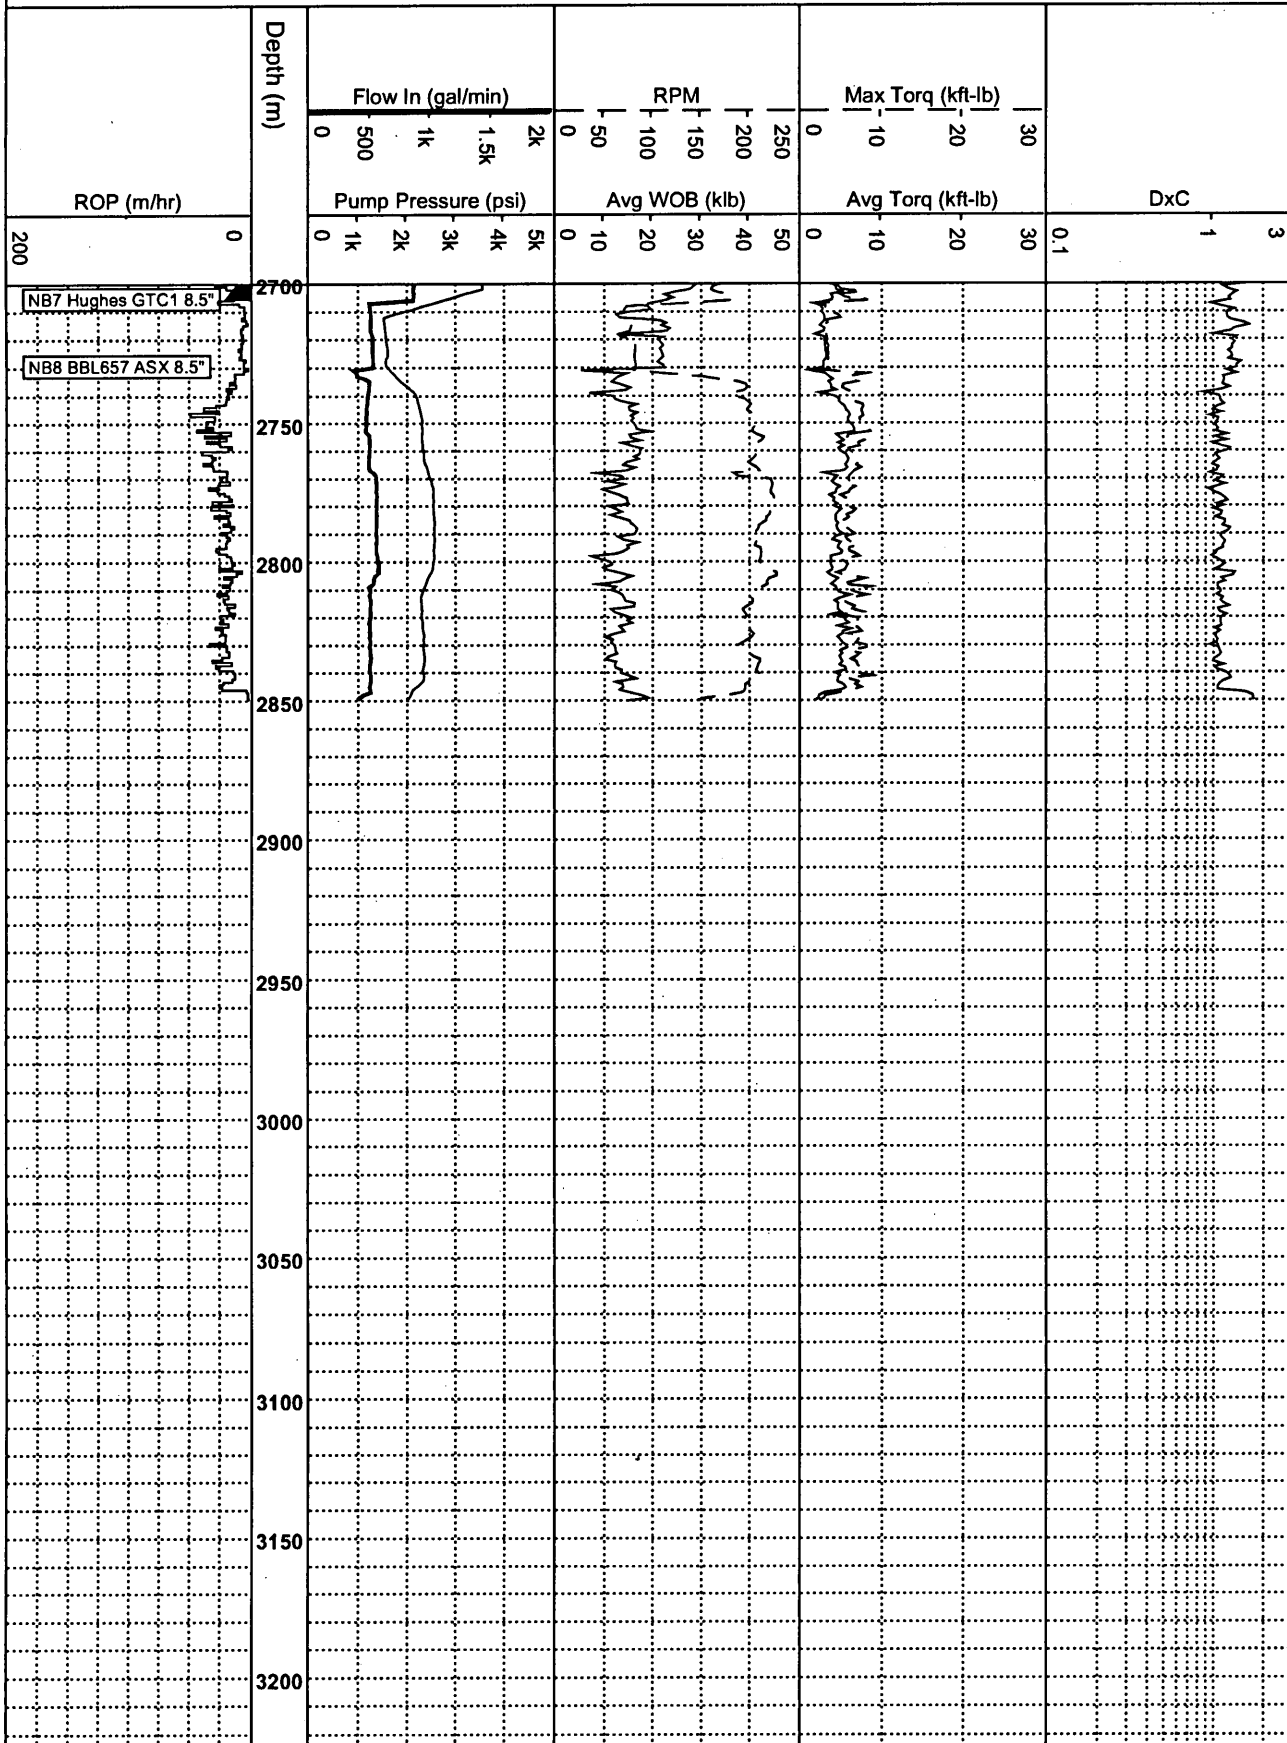 Depth (m)
Flow In (gal/min)
0 500 1k 1.5k 2k
RPM
0 50 100 150 200 250
Max Torq (kft-lb)
0 10 20 30
ROP (m/hr)
200 0
Pump Pressure (psi)
0 1k 2k 3k 4k 5k
Avg WOB (klb)
0 10 20 30 40 50
Avg Torq (kft-lb)
0 10 20 30
DxC
0.1 1 3
2700
NB7 Hughes GTC1 8.5"
NB8 BBL657 ASX 8.5"
2750
2800
2850
2900
2950
3000
3050
3100
3150
3200